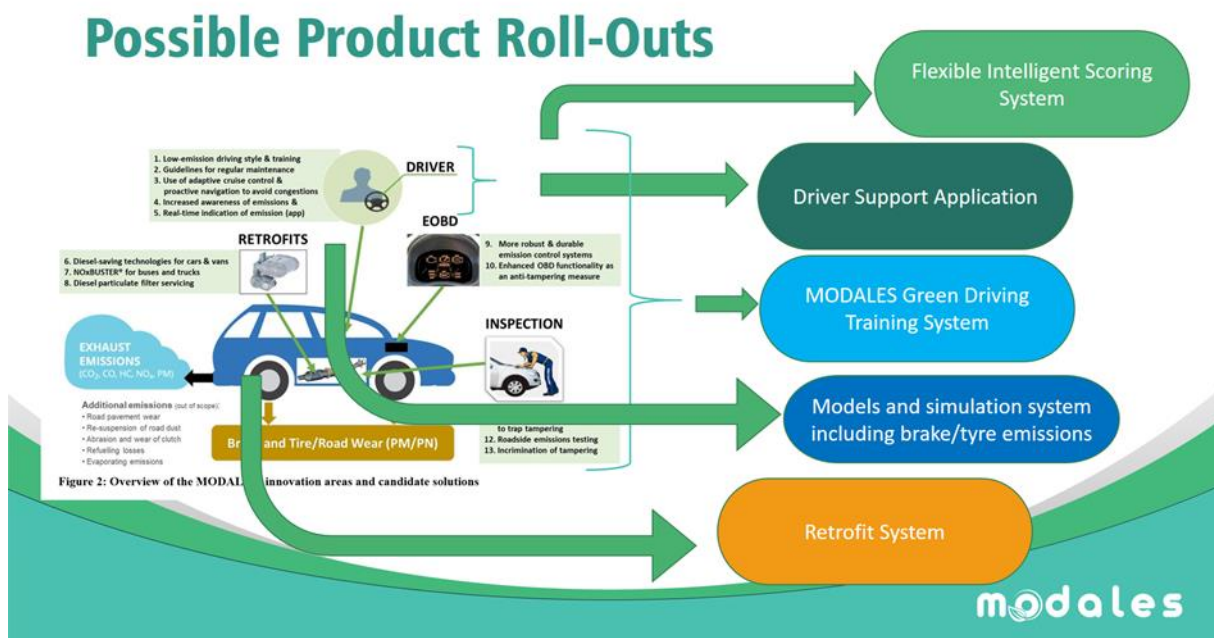 Possible Product Roll-Outs
1. Low-emission driving style & training
2. Guidelines for regular maintenance
3. Use of adaptive cruise control &
proactive navigation to avoid congestions
4. Increased awareness of emissions &
5. Real-time indication of emission (app)
DRIVER
RETROFITS
6. Diesel-saving technologies for cars & vans
7. NOxBUSTER® for buses and trucks
8. Diesel particulate filter servicing
EOBD
9. More robust & durable
emission control systems
10. Enhanced OBD functionality as
an anti-tampering measure
INSPECTION
to trap tampering
12. Roadside emissions testing
13. Incrimination of tampering
EXHAUST
EMISSIONS
(CO₂, CO, HC, NOₓ, PM)
Additional emissions (out of scope):
• Road pavement wear
• Re-suspension of road dust
• Abrasion and wear of clutch
• Refuelling losses
• Evaporating emissions
and Tire/Road Wear (PM/PN)
Figure 2: Overview of the innovation areas and candidate solutions
Flexible Intelligent Scoring
System
Driver Support Application
MODALES Green Driving
Training System
Models and simulation system
including brake/tyre emissions
Retrofit System
modales